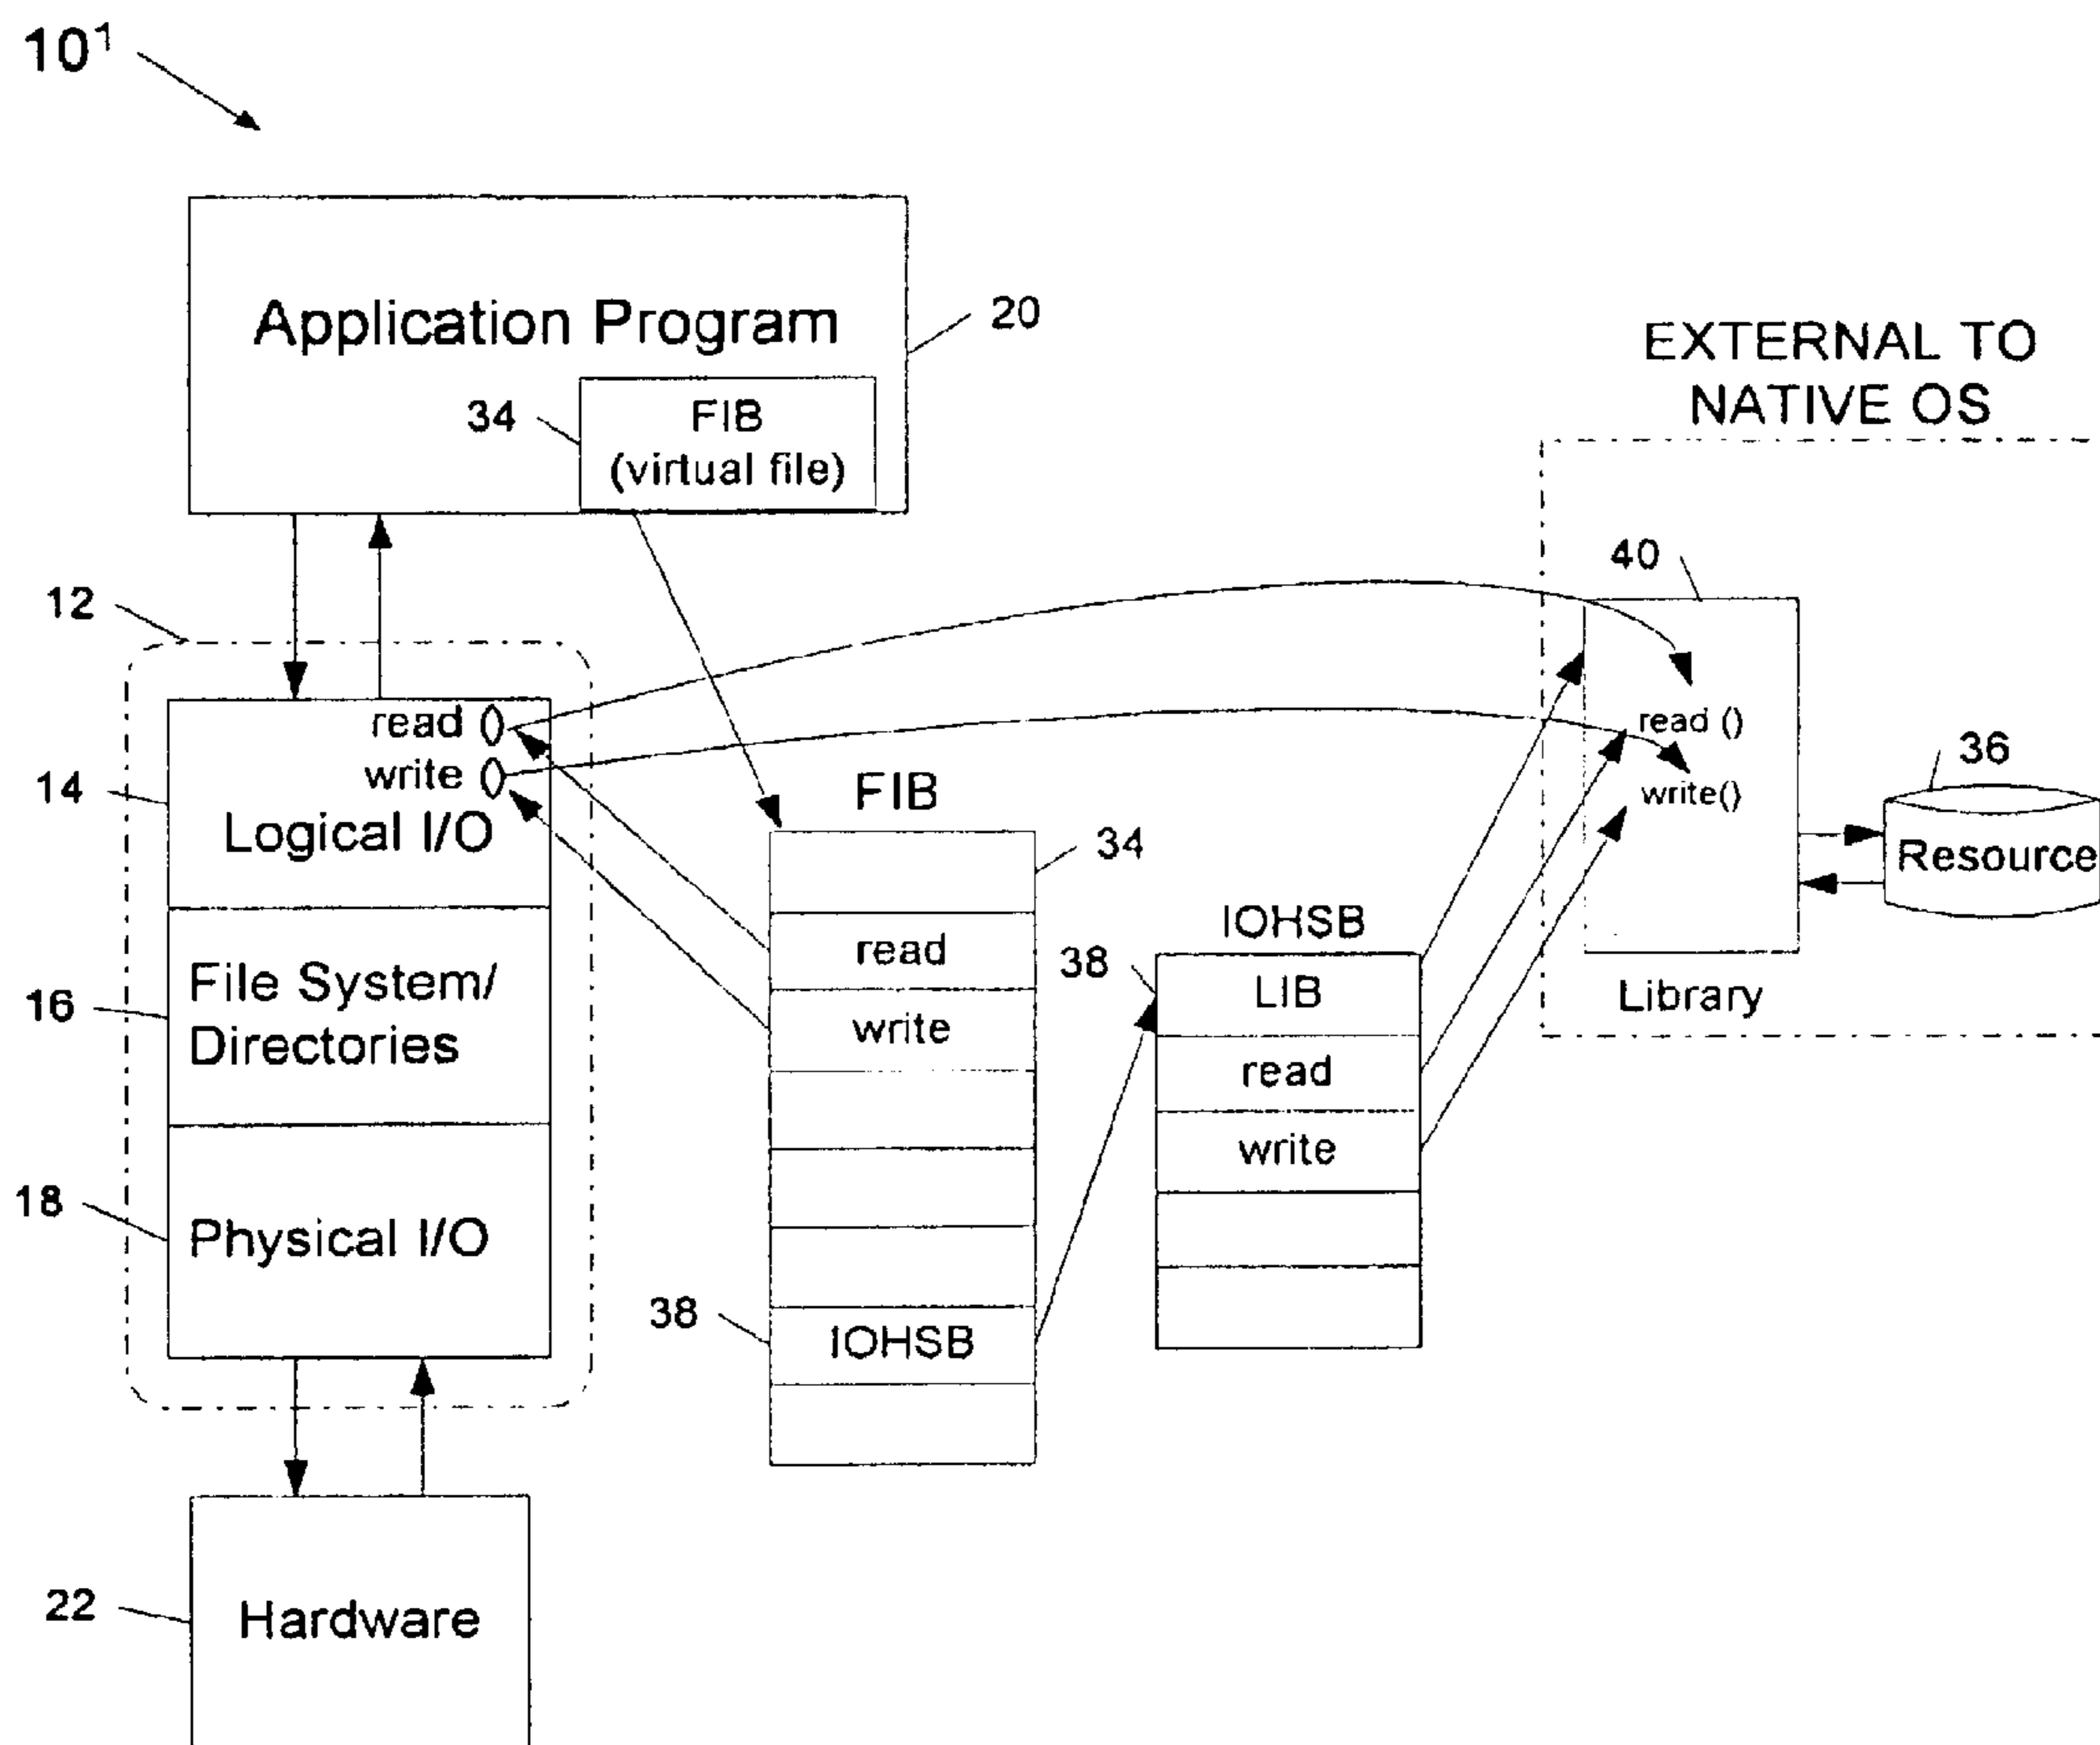 10¹
Application Program
20
34
FIB
(virtual file)
EXTERNAL TO
NATIVE OS
40
12
read ()
write ()
14
Logical I/O
read ()
write()
36
Resource
Library
FIB
34
read
write
IOHSB
IOHSB
38
LIB
read
write
38
16
File System/
Directories
18
Physical I/O
22
Hardware